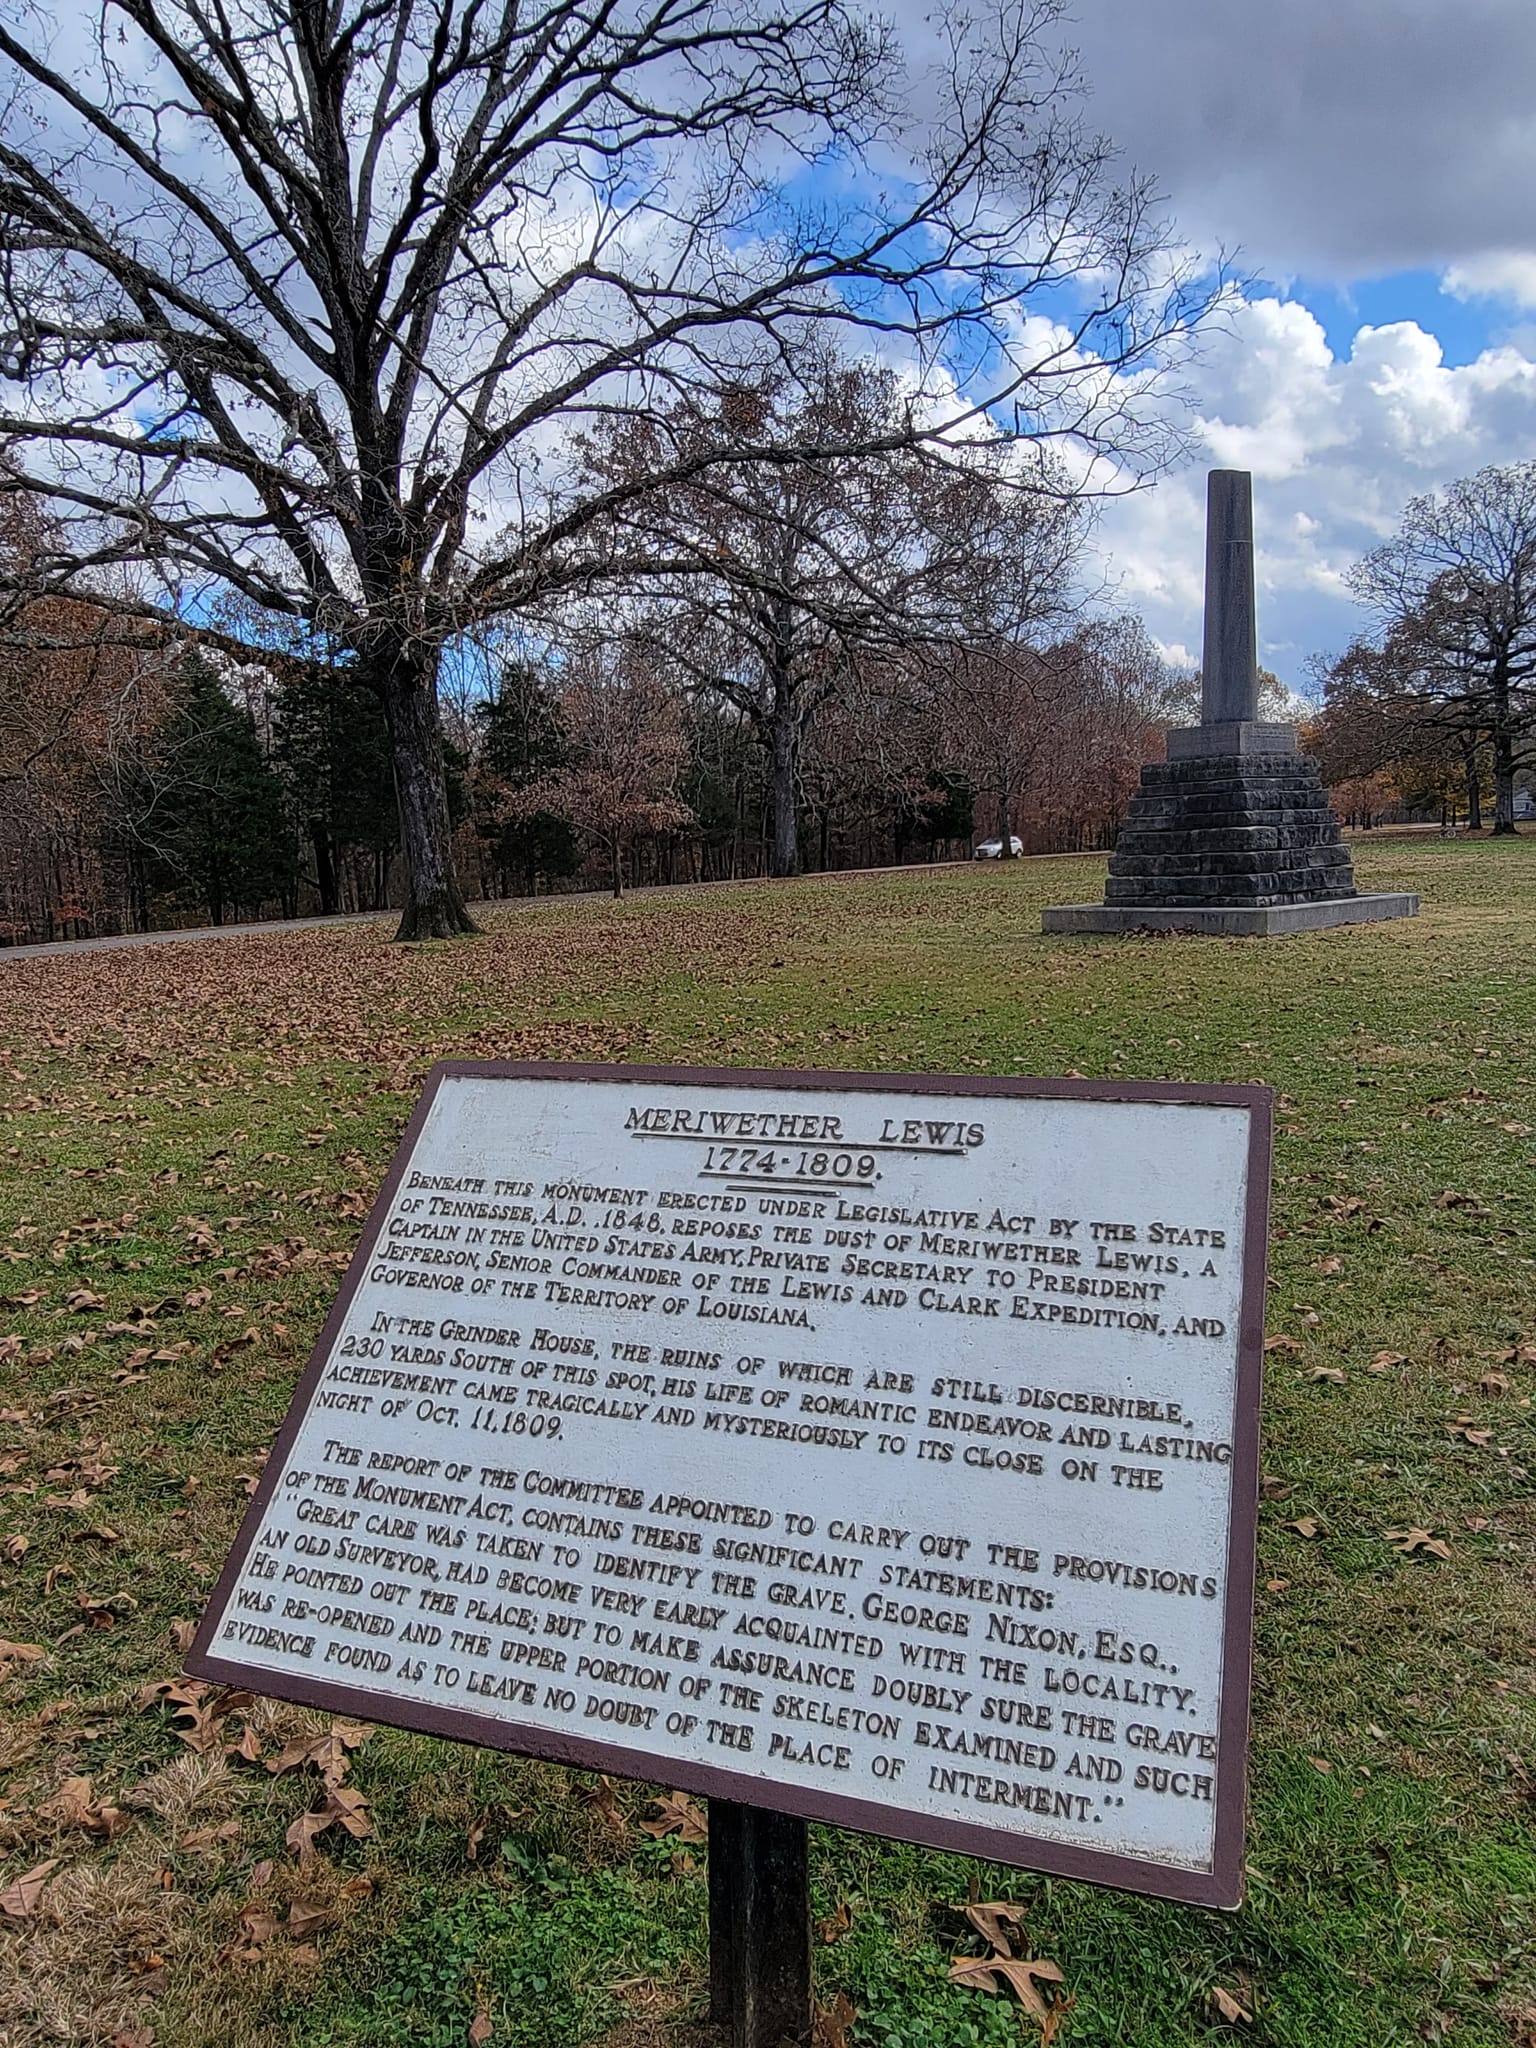 MERIWETHER LEWIS
1774-1809.
BENEATH THIS MONUMENT ERECTED UNDER LEGISLATIVE ACT BY THE STATE
OF TENNESSEE, A.D. ,1848, REPOSES THE DUST OF MERIWETHER LEWIS, A
CAPTAIN IN THE UNITED STATES ARMY, PRIVATE SECRETARY TO PRESIDENT
JEFFERSON, SENIOR COMMANDER OF THE LEWIS AND CLARK EXPEDITION, AND
GOVERNOR OF THE TERRITORY OF LOUISIANA.
IN THE GRINDER HOUSE, THE RUINS OF WHICH ARE STILL DISCERNIBLE,
230 YARDS SOUTH OF THIS SPOT, HIS LIFE OF ROMANTIC ENDEAVOR AND LASTING
ACHIEVEMENT CAME TRAGICALLY AND MYSTERIOUSLY TO ITS CLOSE ON THE
NIGHT OF OCT. 11,1809.
THE REPORT OF THE COMMITTEE APPOINTED TO CARRY OUT THE PROVISIONS
OF THE MONUMENT ACT, CONTAINS THESE SIGNIFICANT STATEMENTS:
"GREAT CARE WAS TAKEN TO IDENTIFY THE GRAVE. GEORGE NIXON, ESQ.,
AN OLD SURVEYOR, HAD BECOME VERY EARLY ACQUAINTED WITH THE LOCALITY.
HE POINTED OUT THE PLACE; BUT TO MAKE ASSURANCE DOUBLY SURE THE GRAVE
WAS RE-OPENED AND THE UPPER PORTION OF THE SKELETON EXAMINED AND SUCH
EVIDENCE FOUND AS TO LEAVE NO DOUBT OF THE PLACE OF INTERMENT."